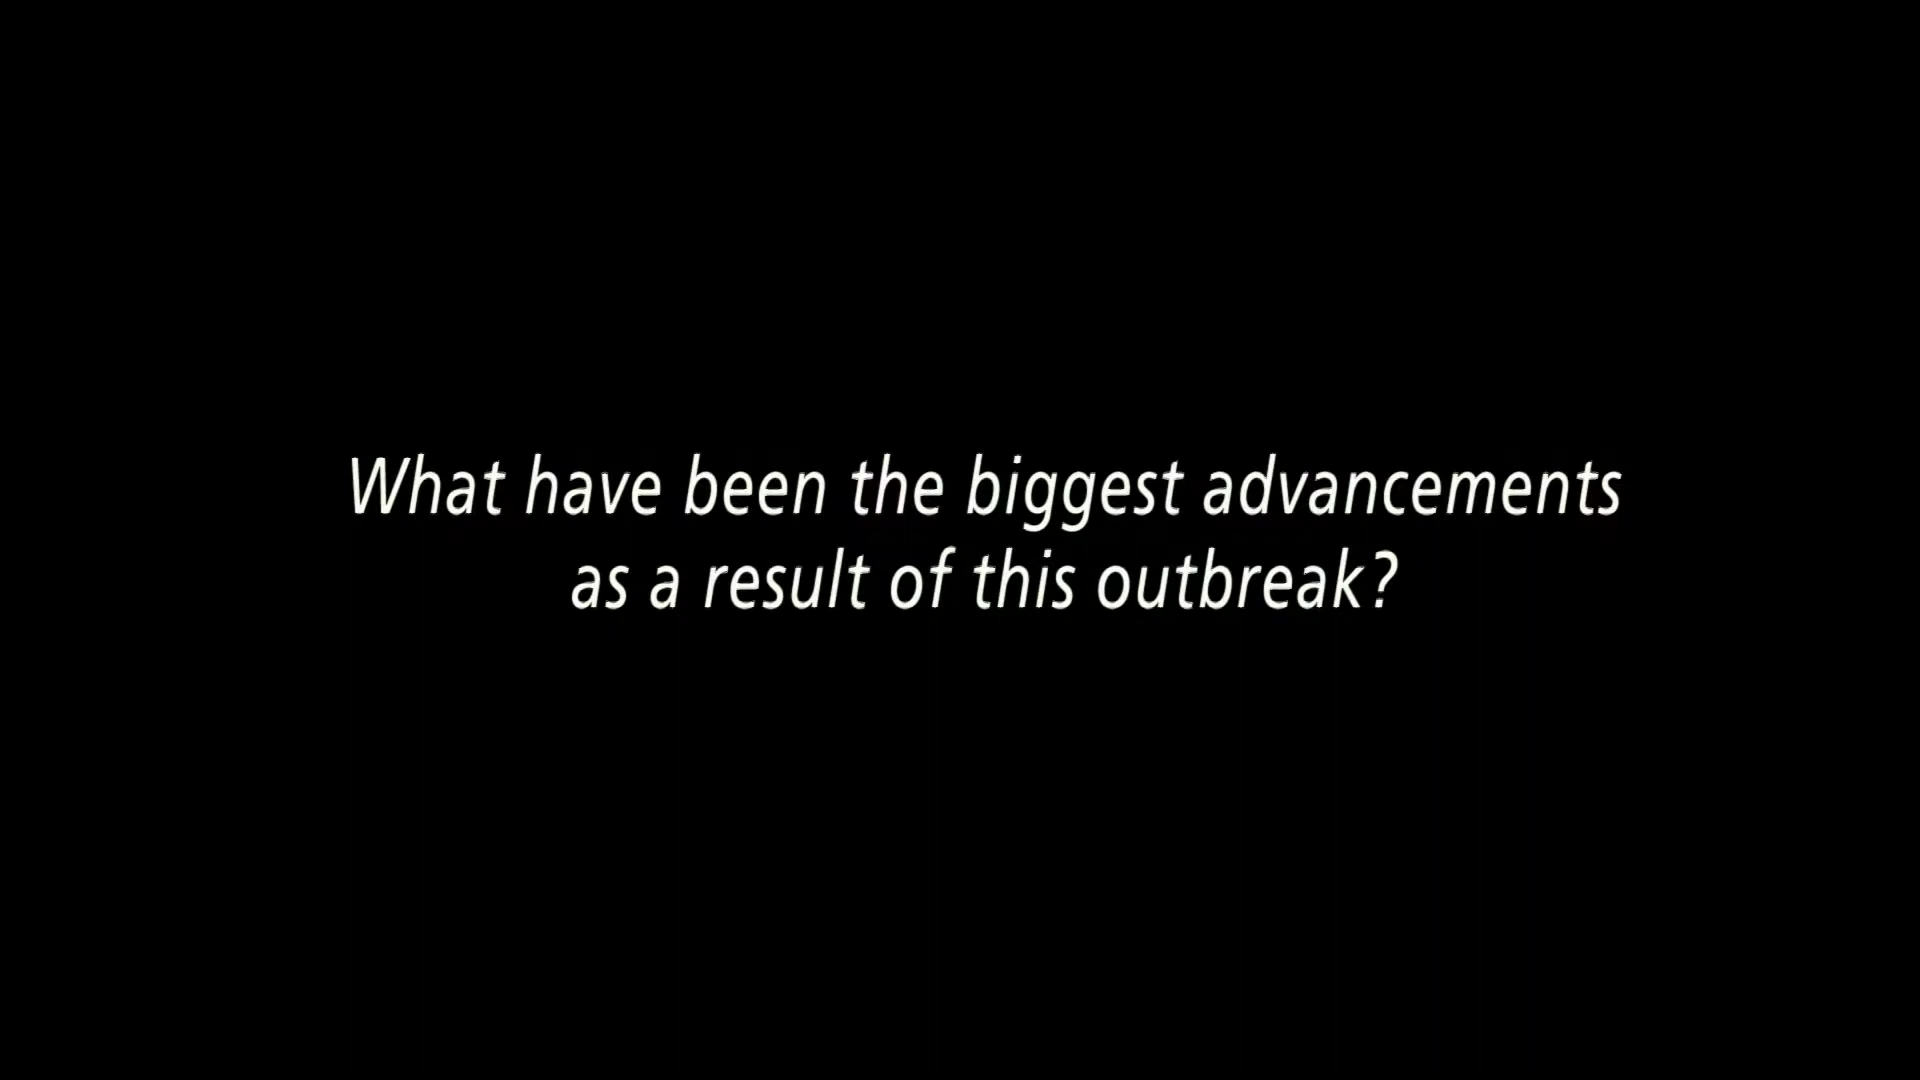 What have been the biggest advancements
as a result of this outbreak?